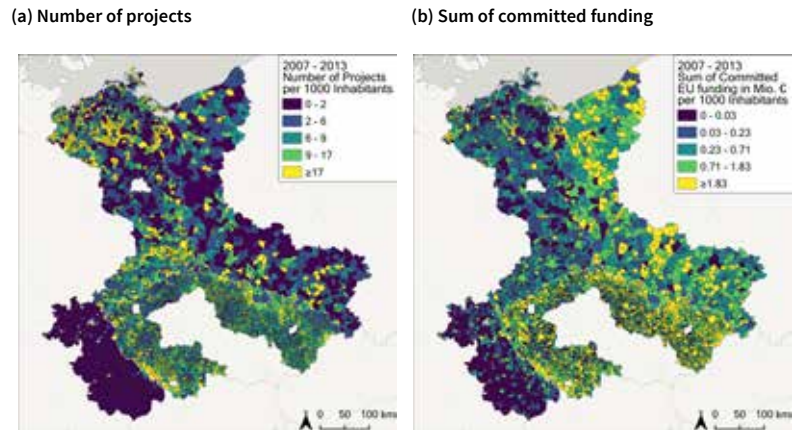 (a) Number of projects
2007 - 2013
Number of Projects
per 1000 Inhabitants
0 - 2
2 - 6
6 - 9
9 - 17
≥17
0 50 100 km
(b) Sum of committed funding
2007 - 2013
Sum of Committed
EU funding in Mio. €
per 1000 Inhabitants
0 - 0.03
0.03 - 0.23
0.23 - 0.71
0.71 - 1.83
≥1.83
0 50 100 km